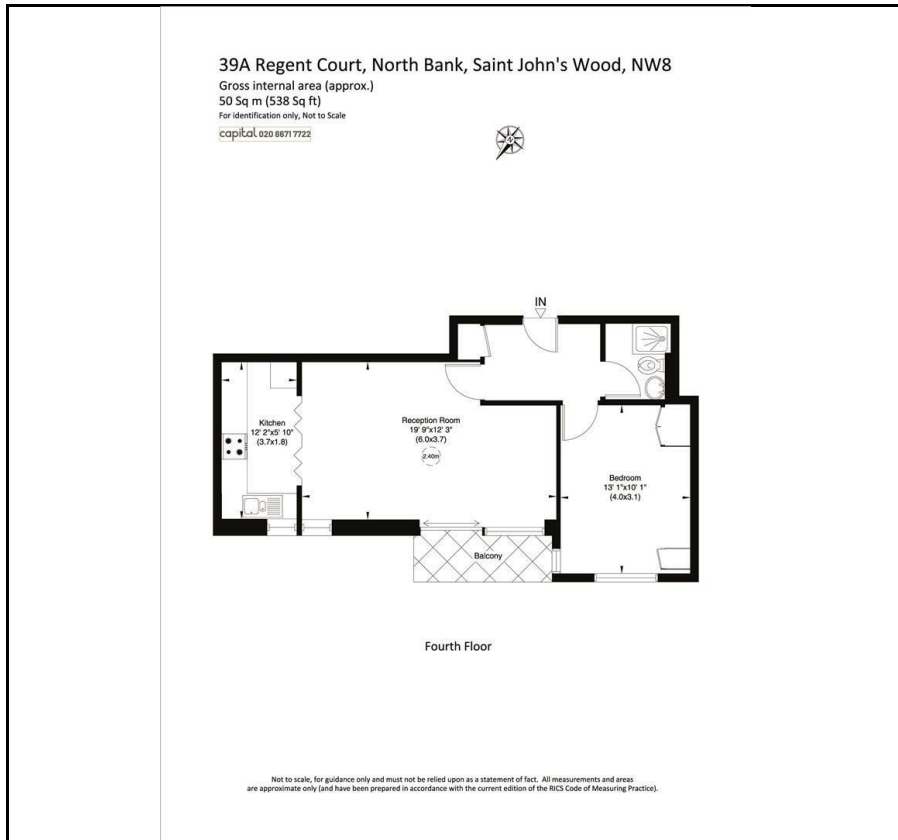 39A Regent Court, North Bank, Saint John's Wood, NW8
Gross internal area (approx.)
50 Sq m (538 Sq ft)
For identification only, Not to Scale
capital 020 8671 7722
N
IN
Kitchen
12' 2"x5' 10"
(3.7x1.8)
Reception Room
19' 9"x12' 3"
(6.0x3.7)
2.40m
Bedroom
13' 1"x10' 1"
(4.0x3.1)
Balcony
Fourth Floor
Not to scale, for guidance only and must not be relied upon as a statement of fact. All measurements and areas
are approximate only (and have been prepared in accordance with the current edition of the RICS Code of Measuring Practice).